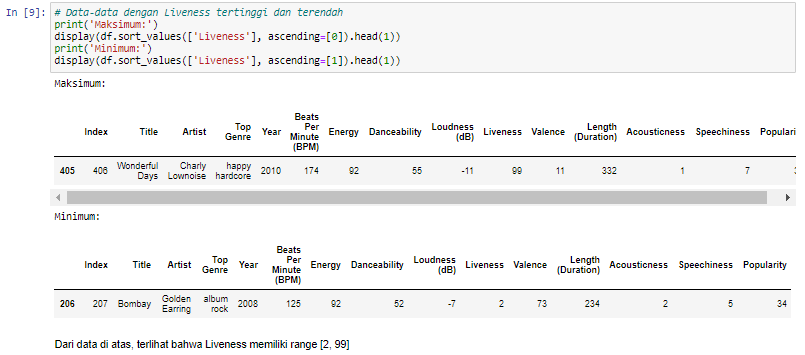 In [9]: # Data-data dengan Liveness tertinggi dan terendah
print('Maksimum:')
display(df.sort_values(['Liveness'], ascending=[0]).head(1))
print('Minimum:')
display(df.sort_values(['Liveness'], ascending=[1]).head(1))
Maksimum:
Index Title Artist Top Genre Year Beats Per Minute (BPM) Energy Danceability Loudness (dB) Liveness Valence Length (Duration) Acousticness Speechiness Populari
405 406 Wonderful Days Charly Lownoise happy hardcore 2010 174 92 55 -11 99 11 332 1 7
Minimum:
Index Title Artist Top Genre Year Beats Per Minute (BPM) Energy Danceability Loudness (dB) Liveness Valence Length (Duration) Acousticness Speechiness Popularity
206 207 Bombay Golden Earring album rock 2008 125 92 52 -7 2 73 234 2 5 34
Dari data di atas, terlihat bahwa Liveness memiliki range [2, 99]